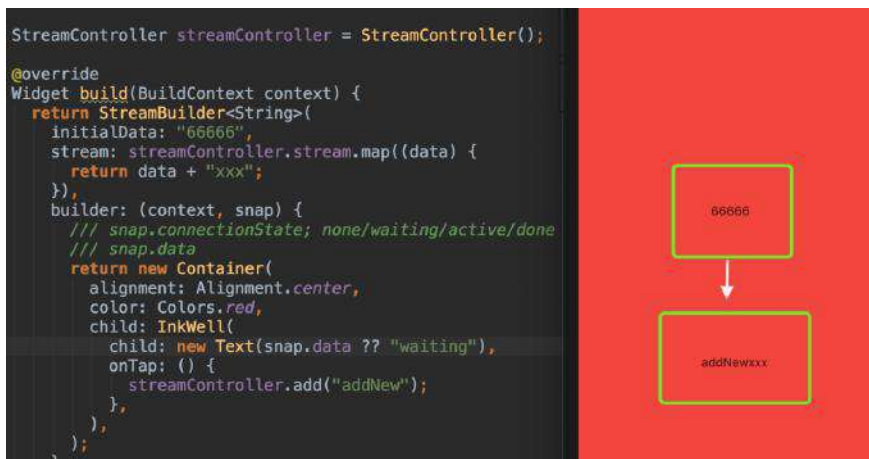 StreamController streamController = StreamController();
@override
Widget build(BuildContext context) {
return StreamBuilder<String>(
initialData: "66666",
stream: streamController.stream.map((data) {
return data + "xxx";
}),
builder: (context, snap) {
/// snap.connectionState; none/waiting/active/done
/// snap.data
return new Container(
alignment: Alignment.center,
color: Colors.red,
child: InkWell(
child: new Text(snap.data ?? "waiting"),
onTap: () {
streamController.add("addNew");
},
),
);
66666
addNewxxx